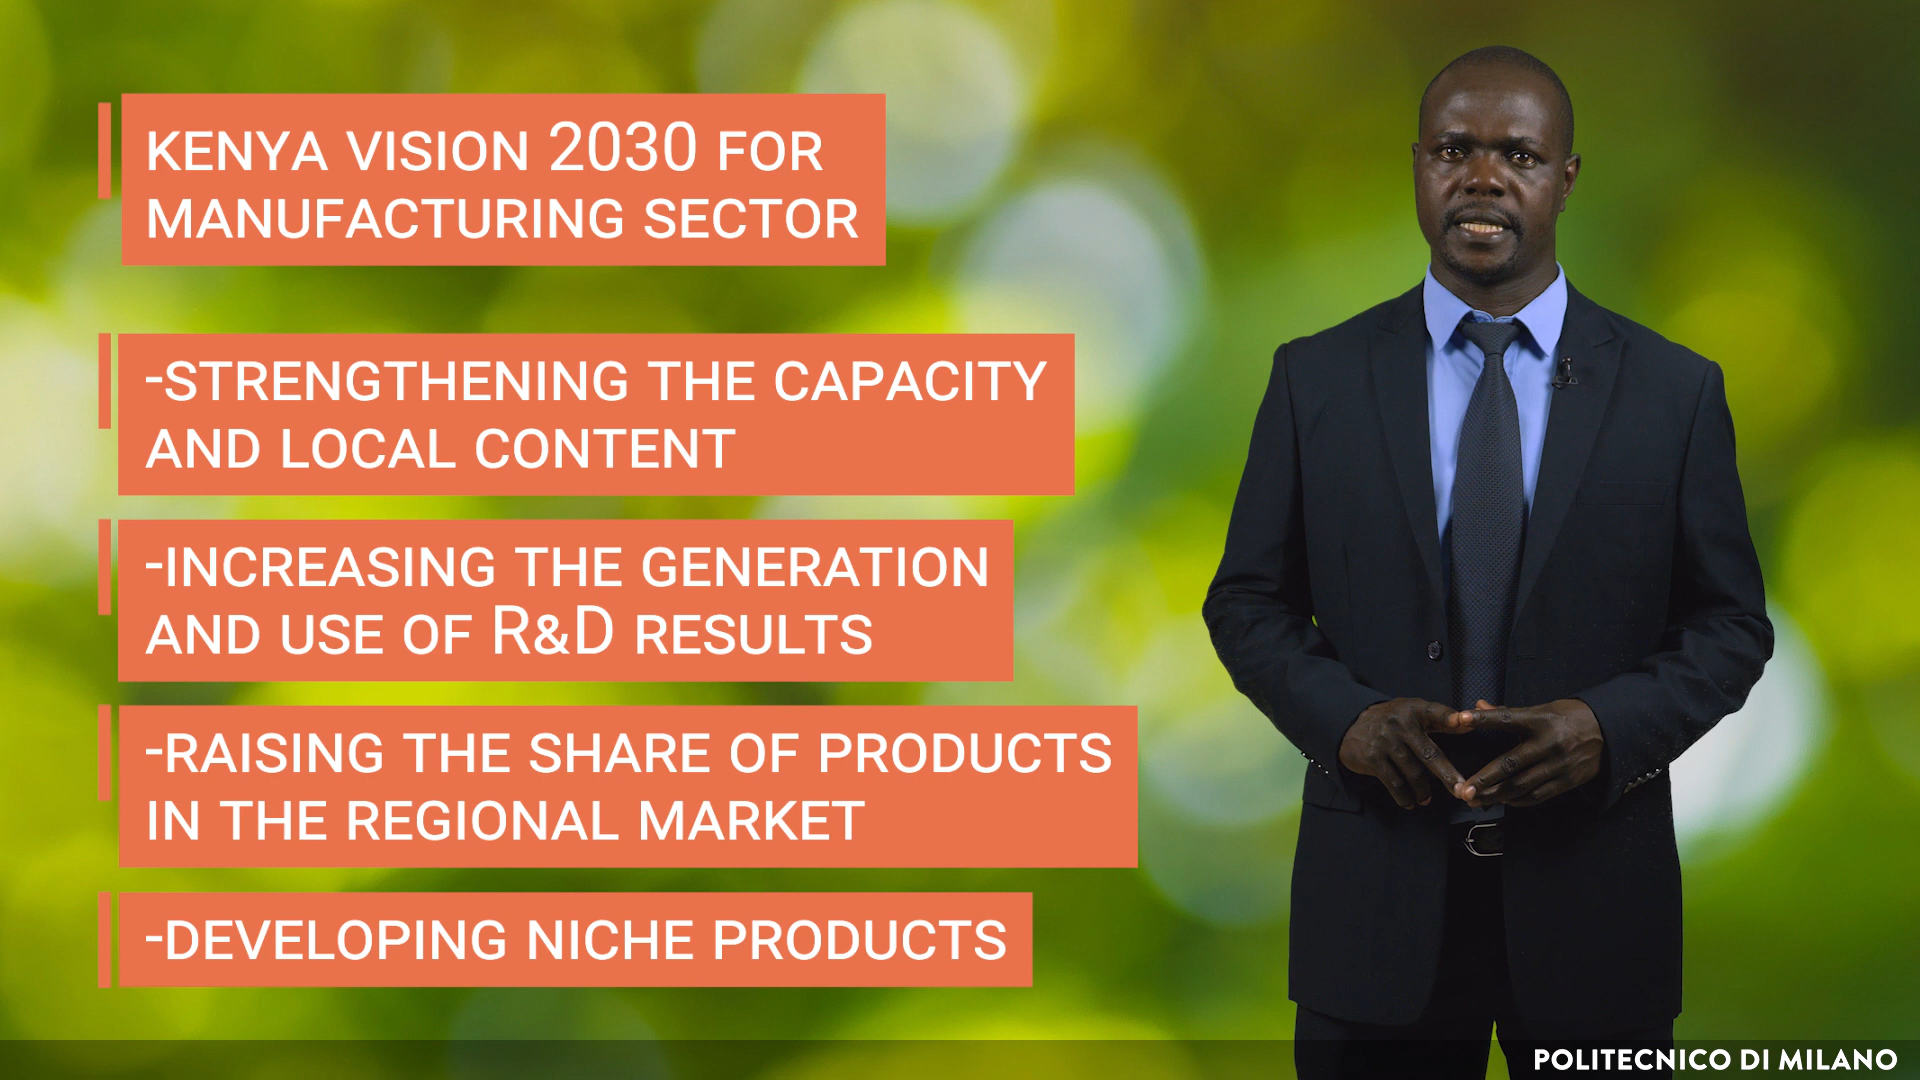 KENYA VISION 2030 FOR
MANUFACTURING SECTOR
-STRENGTHENING THE CAPACITY
AND LOCAL CONTENT
-INCREASING THE GENERATION
AND USE OF R&D RESULTS
-RAISING THE SHARE OF PRODUCTS
IN THE REGIONAL MARKET
-DEVELOPING NICHE PRODUCTS
POLITECNICO DI MILANO